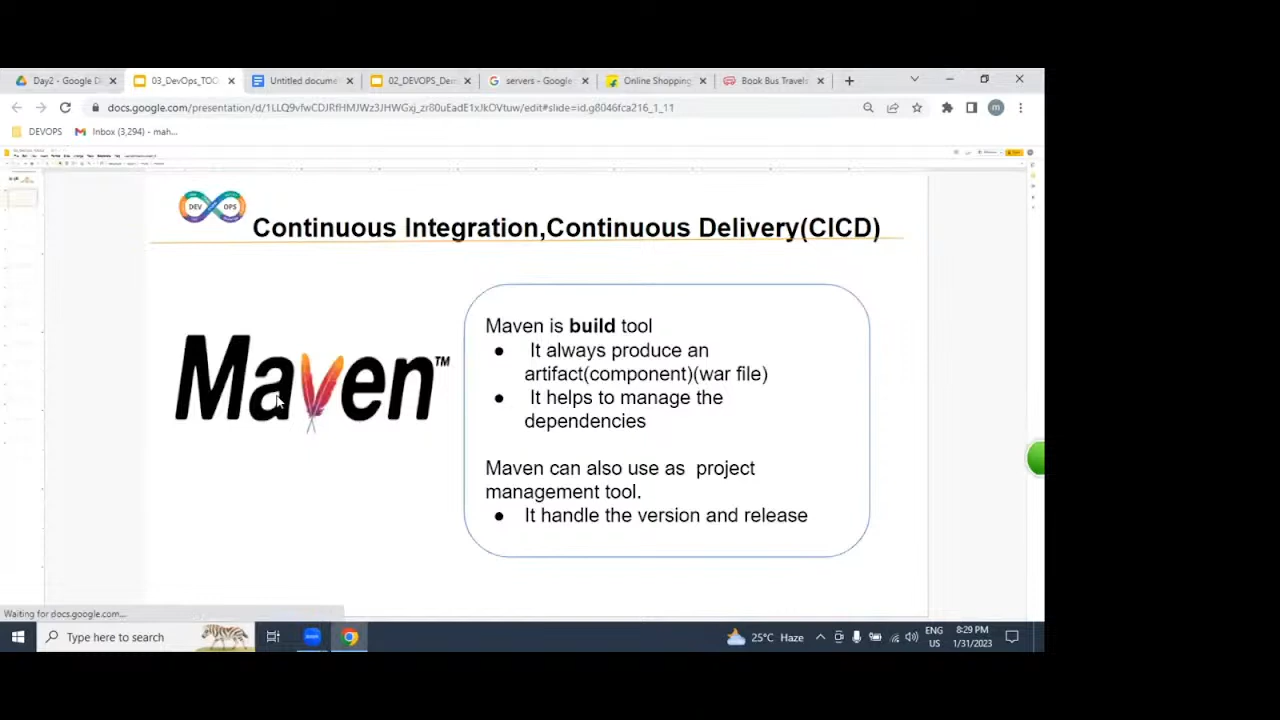 Day2 - Google D
03_DevOps_TOO
Untitled docume
02_DEVOPS_Dem
servers - Google
Online Shopping
Book Bus Travels
docs.google.com/presentation/d/1LLQ9vfwCDJRfHMJWz3JHWGxj_zr80uEadE1xJkOVtuw/edit#slide=id.g8046fca216_1_11
m
DEVOPS
Inbox (3,294) - mah...
DEV OPS
Continuous Integration,Continuous Delivery(CICD)
Maven™
Maven is build tool
● It always produce an
artifact(component)(war file)
● It helps to manage the
dependencies
Maven can also use as project
management tool.
● It handle the version and release
Waiting for docs.google.com...
Type here to search
zoom
25°C Haze
ENG
US
8:29 PM
1/31/2023